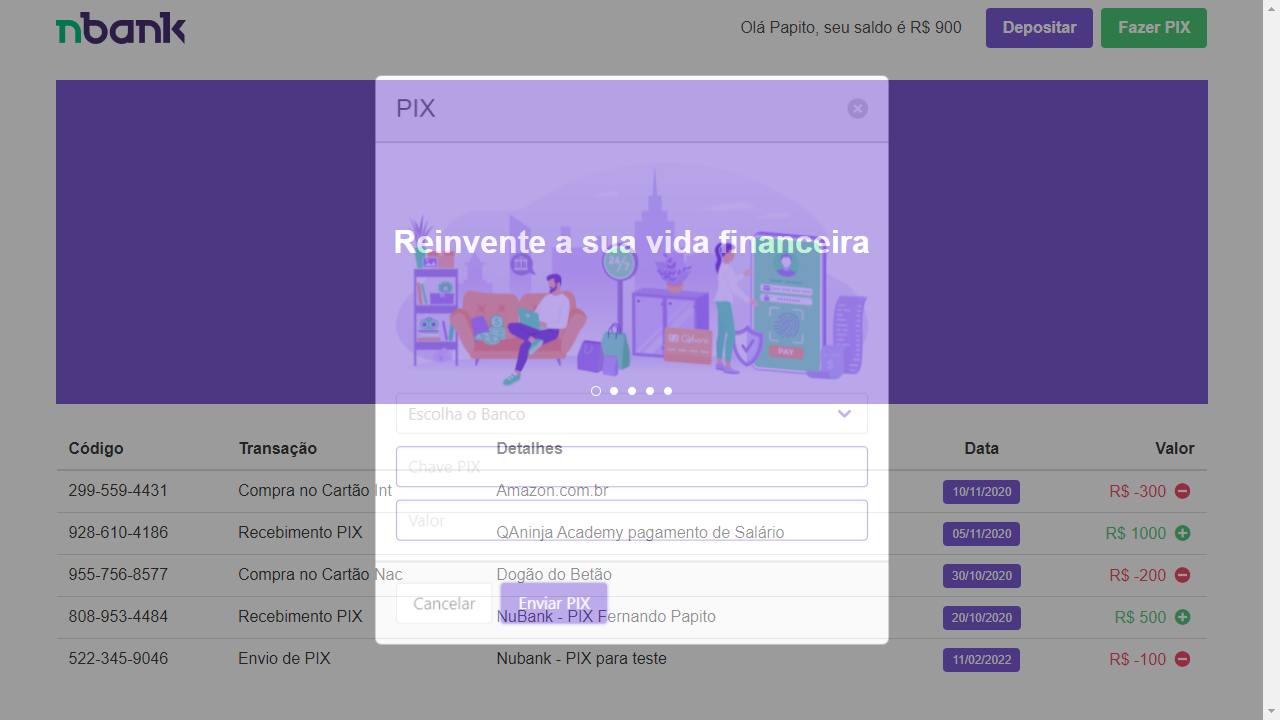 nbank
Olá Papito, seu saldo é R$ 900
Depositar
Fazer PIX
PIX
Reinvente a sua vida financeira
24/7
PAY
Escolha o Banco
Chave PIX
Valor
Cancelar
Enviar PIX
Código Transação Detalhes Data Valor
299-559-4431 Compra no Cartão Int Amazon.com.br 10/11/2020 R$ -300
928-610-4186 Recebimento PIX QAninja Academy pagamento de Salário 05/11/2020 R$ 1000
955-756-8577 Compra no Cartão Nac Dogão do Betão 30/10/2020 R$ -200
808-953-4484 Recebimento PIX NuBank - PIX Fernando Papito 20/10/2020 R$ 500
522-345-9046 Envio de PIX Nubank - PIX para teste 11/02/2022 R$ -100